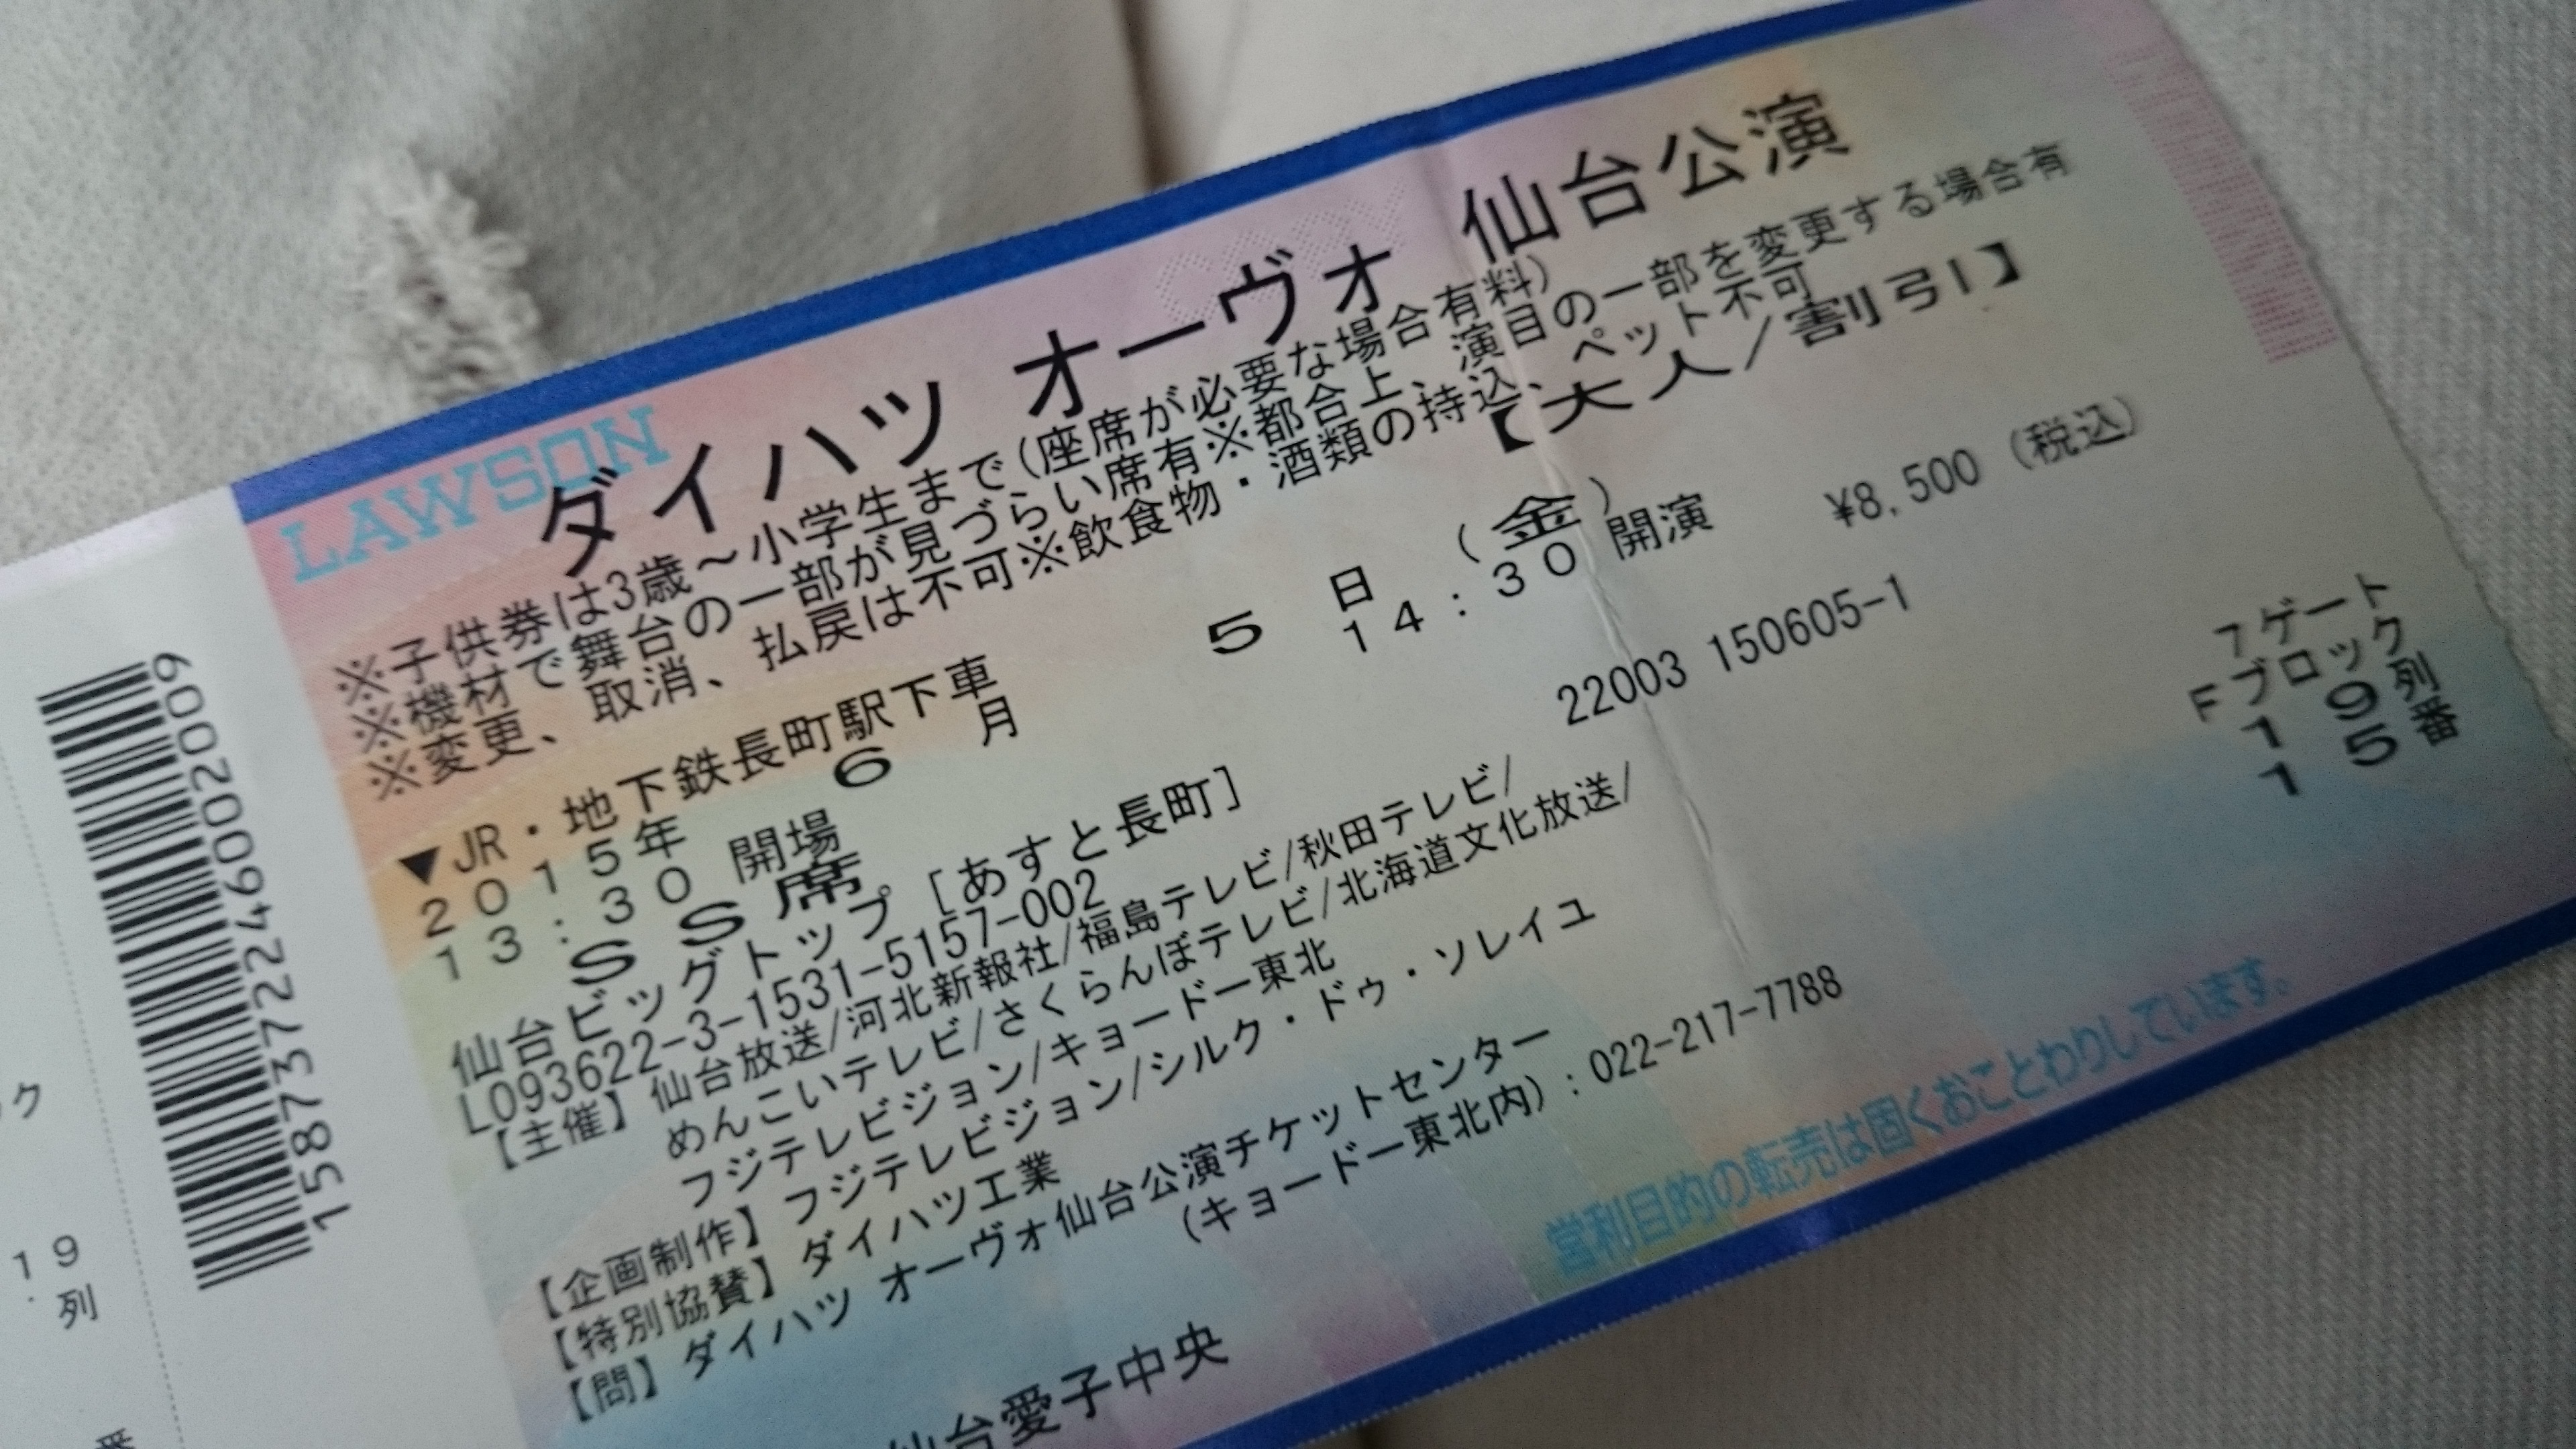 LAWSON
ダイハツ オーヴォ 仙台公演
※子供券は3歳～小学生まで(座席が必要な場合有料)
※機材で舞台の一部が見づらい席有※都合上、演目の一部を変更する場合有
※変更、取消、払戻は不可※飲食物・酒類の持込、ペット不可
【大人/割引】
▼JR・地下鉄長町駅下車
2015年 6月 5日 (金)
13:30 開場 14:30 開演
SS席 ¥8,500 (税込)
仙台ビッグトップ [あすと長町]
L093622-3-1531-5157-002 22003 150605-1
【主催】仙台放送/河北新報社/福島テレビ/秋田テレビ/
めんこいテレビ/さくらんぼテレビ/北海道文化放送/
フジテレビジョン/キョードー東北
【企画制作】フジテレビジョン/シルク・ドゥ・ソレイユ
【特別協賛】ダイハツ工業
【問】ダイハツ オーヴォ仙台公演チケットセンター
(キョードー東北内):022-217-7788
7ゲート
Fブロック
19列
15番
営利目的の転売は固くおことわりしています。
仙台愛子中央
1587372246002009
ク
19
列
番